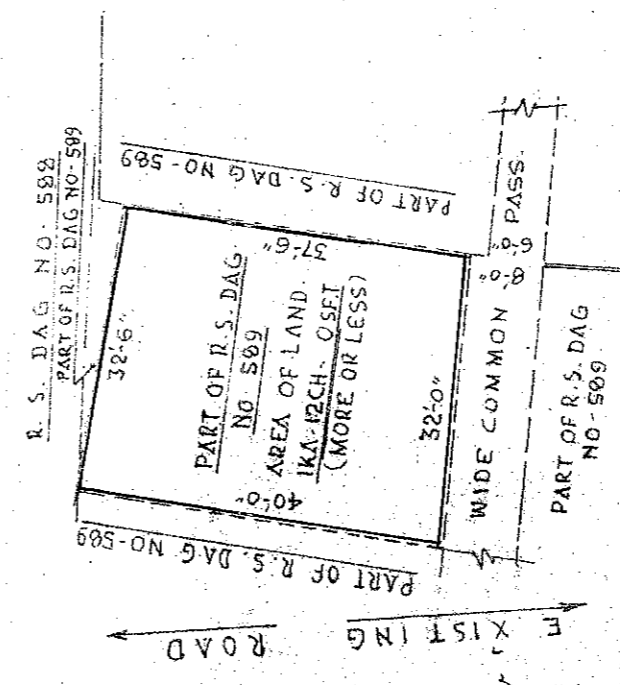 R. S. DAG NO- 588
PART OF R.S. DAG NO-589
PART OF R.S. DAG NO-589
32'-6"
37'-6"
PART OF R.S. DAG
NO 589
AREA OF LAND.
1KA-12CH. 0SFT
(MORE OR LESS)
40'-0"
32'-0"
PART OF R.S. DAG NO-589
8'-0" 6'-0"
WIDE COMMON PASS.
PART OF R.S. DAG
NO-589
EXISTING ROAD